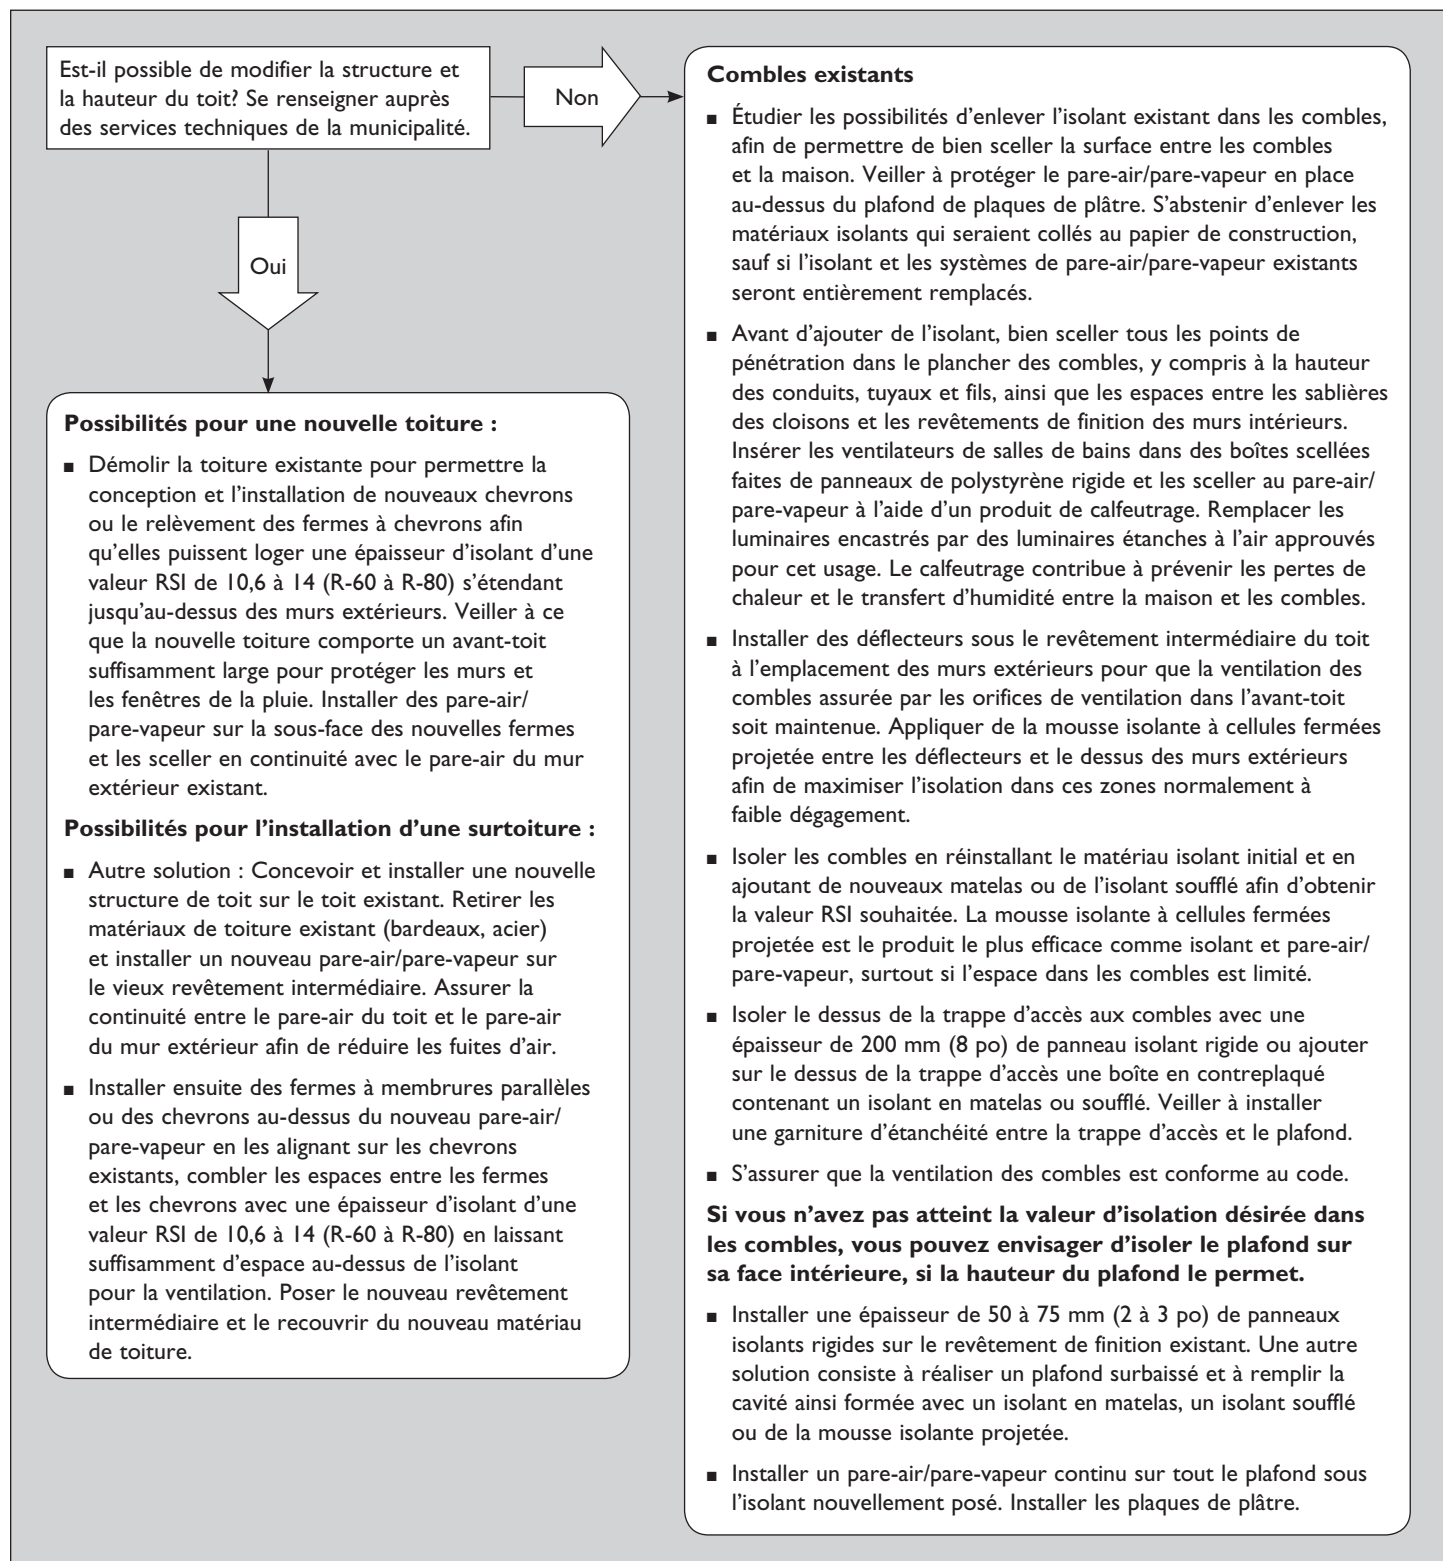 Est-il possible de modifier la structure et
la hauteur du toit? Se renseigner auprès
des services techniques de la municipalité.
Non
Oui
Possibilités pour une nouvelle toiture :
■ Démolir la toiture existante pour permettre la
conception et l’installation de nouveaux chevrons
ou le relèvement des fermes à chevrons afin
qu’elles puissent loger une épaisseur d’isolant d’une
valeur RSI de 10,6 à 14 (R-60 à R-80) s’étendant
jusqu’au-dessus des murs extérieurs. Veiller à ce
que la nouvelle toiture comporte un avant-toit
suffisamment large pour protéger les murs et
les fenêtres de la pluie. Installer des pare-air/
pare-vapeur sur la sous-face des nouvelles fermes
et les sceller en continuité avec le pare-air du mur
extérieur existant.
Possibilités pour l’installation d’une surtoiture :
■ Autre solution : Concevoir et installer une nouvelle
structure de toit sur le toit existant. Retirer les
matériaux de toiture existant (bardeaux, acier)
et installer un nouveau pare-air/pare-vapeur sur
le vieux revêtement intermédiaire. Assurer la
continuité entre le pare-air du toit et le pare-air
du mur extérieur afin de réduire les fuites d’air.
■ Installer ensuite des fermes à membrures parallèles
ou des chevrons au-dessus du nouveau pare-air/
pare-vapeur en les alignant sur les chevrons
existants, combler les espaces entre les fermes
et les chevrons avec une épaisseur d’isolant d’une
valeur RSI de 10,6 à 14 (R-60 à R-80) en laissant
suffisamment d’espace au-dessus de l’isolant
pour la ventilation. Poser le nouveau revêtement
intermédiaire et le recouvrir du nouveau matériau
de toiture.
Combles existants
■ Étudier les possibilités d’enlever l’isolant existant dans les combles,
afin de permettre de bien sceller la surface entre les combles
et la maison. Veiller à protéger le pare-air/pare-vapeur en place
au-dessus du plafond de plaques de plâtre. S’abstenir d’enlever les
matériaux isolants qui seraient collés au papier de construction,
sauf si l’isolant et les systèmes de pare-air/pare-vapeur existants
seront entièrement remplacés.
■ Avant d’ajouter de l’isolant, bien sceller tous les points de
pénétration dans le plancher des combles, y compris à la hauteur
des conduits, tuyaux et fils, ainsi que les espaces entre les sablières
des cloisons et les revêtements de finition des murs intérieurs.
Insérer les ventilateurs de salles de bains dans des boîtes scellées
faites de panneaux de polystyrène rigide et les sceller au pare-air/
pare-vapeur à l’aide d’un produit de calfeutrage. Remplacer les
luminaires encastrés par des luminaires étanches à l’air approuvés
pour cet usage. Le calfeutrage contribue à prévenir les pertes de
chaleur et le transfert d’humidité entre la maison et les combles.
■ Installer des déflecteurs sous le revêtement intermédiaire du toit
à l’emplacement des murs extérieurs pour que la ventilation des
combles assurée par les orifices de ventilation dans l’avant-toit
soit maintenue. Appliquer de la mousse isolante à cellules fermées
projetée entre les déflecteurs et le dessus des murs extérieurs
afin de maximiser l’isolation dans ces zones normalement à
faible dégagement.
■ Isoler les combles en réinstallant le matériau isolant initial et en
ajoutant de nouveaux matelas ou de l’isolant soufflé afin d’obtenir
la valeur RSI souhaitée. La mousse isolante à cellules fermées
projetée est le produit le plus efficace comme isolant et pare-air/
pare-vapeur, surtout si l’espace dans les combles est limité.
■ Isoler le dessus de la trappe d’accès aux combles avec une
épaisseur de 200 mm (8 po) de panneau isolant rigide ou ajouter
sur le dessus de la trappe d’accès une boîte en contreplaqué
contenant un isolant en matelas ou soufflé. Veiller à installer
une garniture d’étanchéité entre la trappe d’accès et le plafond.
■ S’assurer que la ventilation des combles est conforme au code.
Si vous n’avez pas atteint la valeur d’isolation désirée dans
les combles, vous pouvez envisager d’isoler le plafond sur
sa face intérieure, si la hauteur du plafond le permet.
■ Installer une épaisseur de 50 à 75 mm (2 à 3 po) de panneaux
isolants rigides sur le revêtement de finition existant. Une autre
solution consiste à réaliser un plafond surbaissé et à remplir la
cavité ainsi formée avec un isolant en matelas, un isolant soufflé
ou de la mousse isolante projetée.
■ Installer un pare-air/pare-vapeur continu sur tout le plafond sous
l’isolant nouvellement posé. Installer les plaques de plâtre.